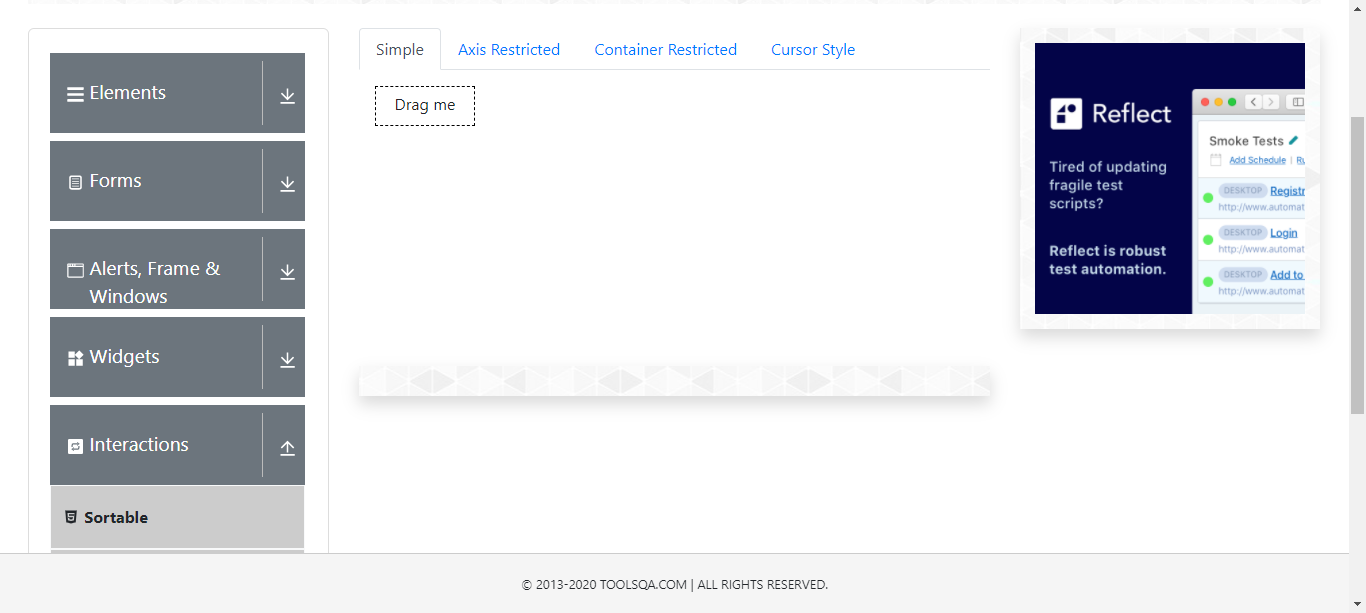 Elements
Forms
Alerts, Frame &
Windows
Widgets
Interactions
Sortable
Simple
Axis Restricted
Container Restricted
Cursor Style
Drag me
Reflect
Tired of updating
fragile test
scripts?
Reflect is robust
test automation.
Smoke Tests
Add Schedule | Ru
DESKTOP Registr
http://www.automat
DESKTOP Login
http://www.automat
DESKTOP Add to
http://www.automat
© 2013-2020 TOOLSQA.COM | ALL RIGHTS RESERVED.